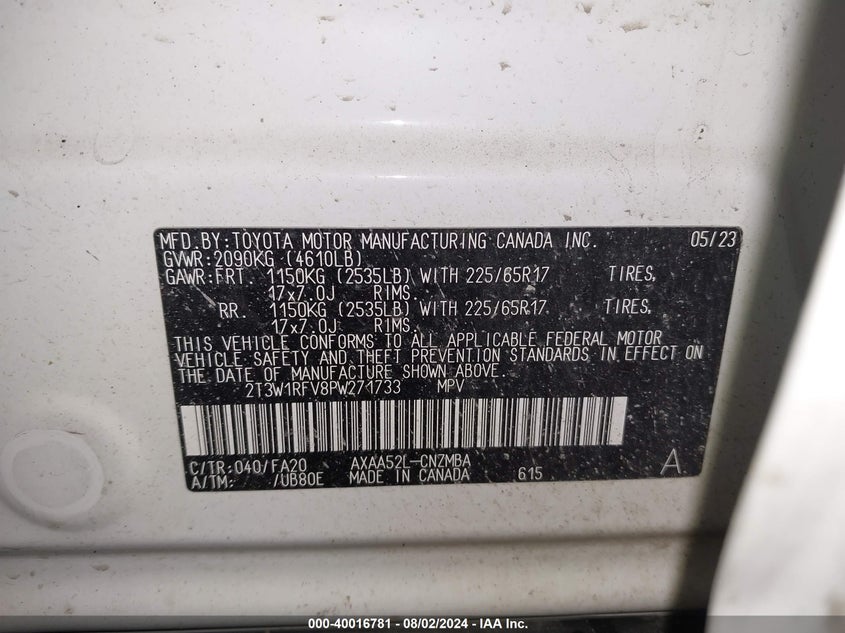 MFD. BY: TOYOTA MOTOR MANUFACTURING CANADA INC. 05/23
GVWR: 2090KG (4610LB)
GAWR: FRT. 1150KG (2535LB) WITH 225/65R17 TIRES,
17x7.0J RIMS.
RR. 1150KG (2535LB) WITH 225/65R17 TIRES,
17x7.0J RIMS.
THIS VEHICLE CONFORMS TO ALL APPLICABLE FEDERAL MOTOR
VEHICLE SAFETY AND THEFT PREVENTION STANDARDS IN EFFECT ON
THE DATE OF MANUFACTURE SHOWN ABOVE.
2T3W1RFV8PW271733 MPV
C/TR: 040/FA20 AXAA52L-CNZMBA
A/TM: /UB80E MADE IN CANADA 615 A
000-40016781 - 08/02/2024 - IAA Inc.